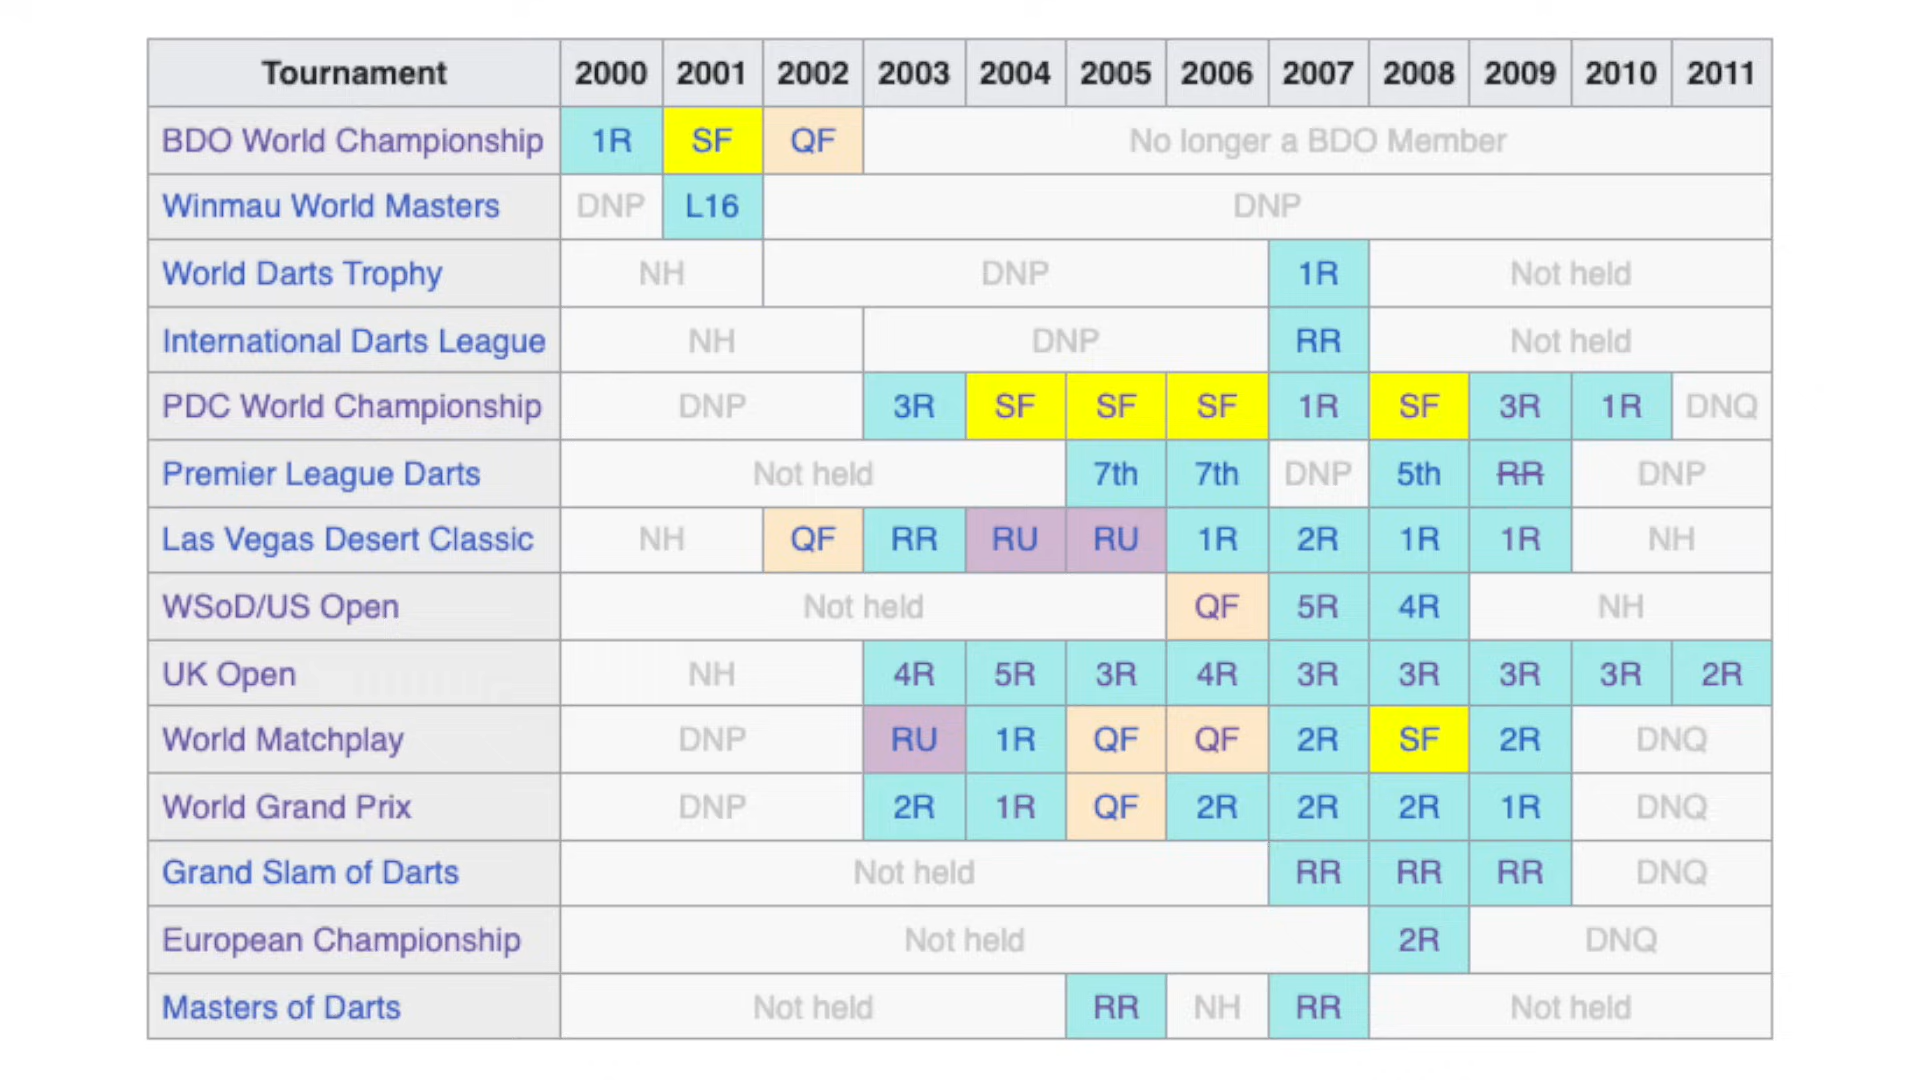 Tournament 2000 2001 2002 2003 2004 2005 2006 2007 2008 2009 2010 2011
BDO World Championship 1R SF QF No longer a BDO Member
Winmau World Masters DNP L16 DNP
World Darts Trophy NH DNP 1R Not held
International Darts League NH DNP RR Not held
PDC World Championship DNP 3R SF SF SF 1R SF 3R 1R DNQ
Premier League Darts Not held 7th 7th DNP 5th RR DNP
Las Vegas Desert Classic NH QF RR RU RU 1R 2R 1R 1R NH
WSoD/US Open Not held QF 5R 4R NH
UK Open NH 4R 5R 3R 4R 3R 3R 3R 3R 2R
World Matchplay DNP RU 1R QF QF 2R SF 2R DNQ
World Grand Prix DNP 2R 1R QF 2R 2R 2R 1R DNQ
Grand Slam of Darts Not held RR RR RR DNQ
European Championship Not held 2R DNQ
Masters of Darts Not held RR NH RR Not held